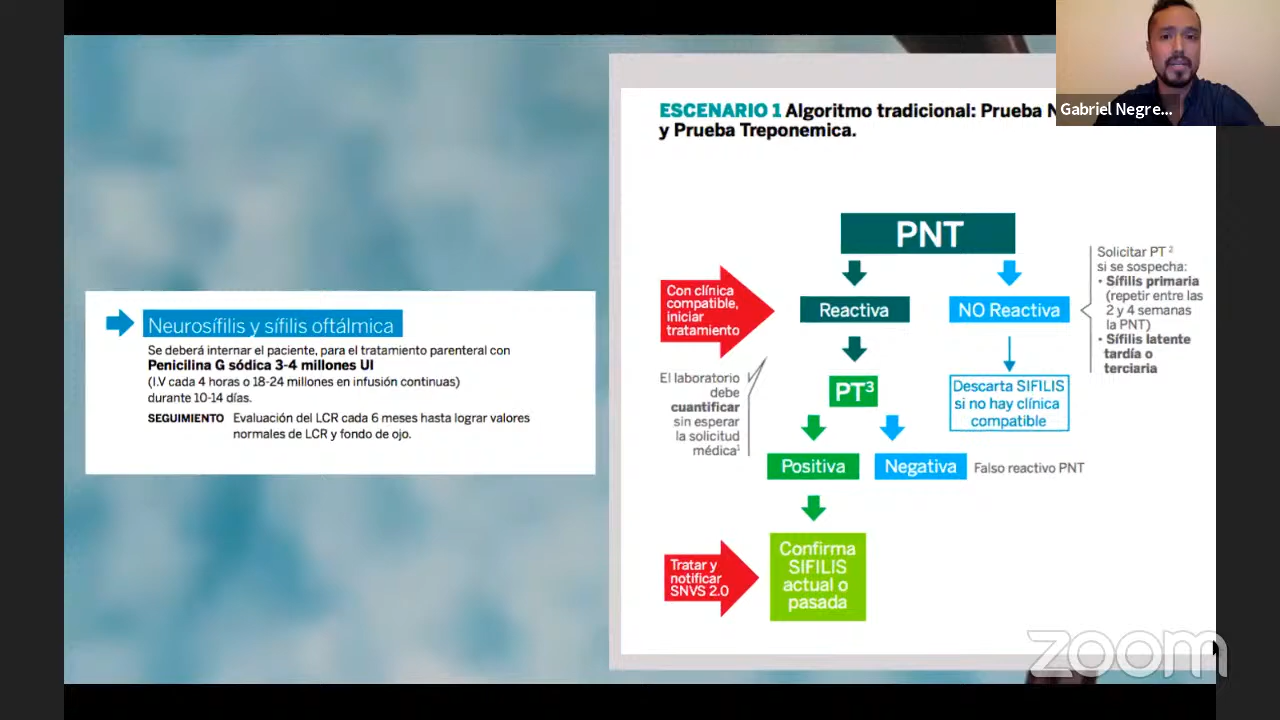 Gabriel Negre...
Neurosífilis y sífilis oftálmica
Se deberá internar el paciente, para el tratamiento parenteral con
Penicilina G sódica 3-4 millones UI
(I.V cada 4 horas o 18-24 millones en infusión continuas)
durante 10-14 días.
SEGUIMIENTO Evaluación del LCR cada 6 meses hasta lograr valores
normales de LCR y fondo de ojo.
ESCENARIO 1 Algoritmo tradicional: Prueba
y Prueba Treponemica.
PNT
Con clínica
compatible,
iniciar
tratamiento
Reactiva
NO Reactiva
Solicitar PT 2
si se sospecha:
• Sífilis primaria
(repetir entre las
2 y 4 semanas
la PNT)
• Sífilis latente
tardía o
terciaria
El laboratorio
debe
cuantificar
sin esperar
la solicitud
médica1
PT3
Descarta SIFILIS
si no hay clínica
compatible
Positiva
Negativa
Falso reactivo PNT
Tratar y
notificar
SNVS 2.0
Confirma
SIFILIS
actual o
pasada
zoom